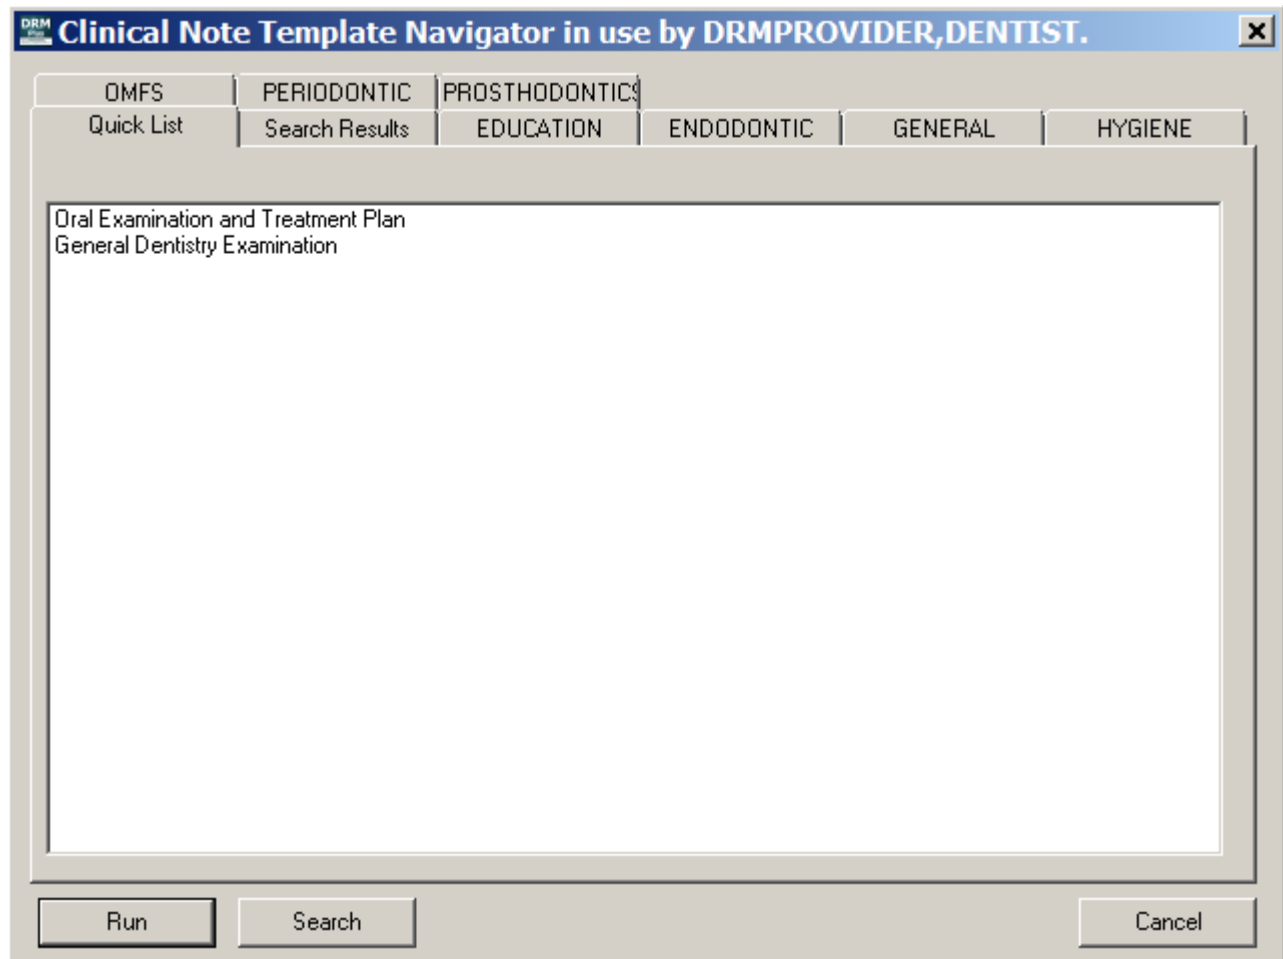 DRM
Plus
Clinical Note Template Navigator in use by DRMPROVIDER,DENTIST.
OMFS PERIODONTIC PROSTHODONTICS
Quick List Search Results EDUCATION ENDODONTIC GENERAL HYGIENE
Oral Examination and Treatment Plan
General Dentistry Examination
Run Search Cancel